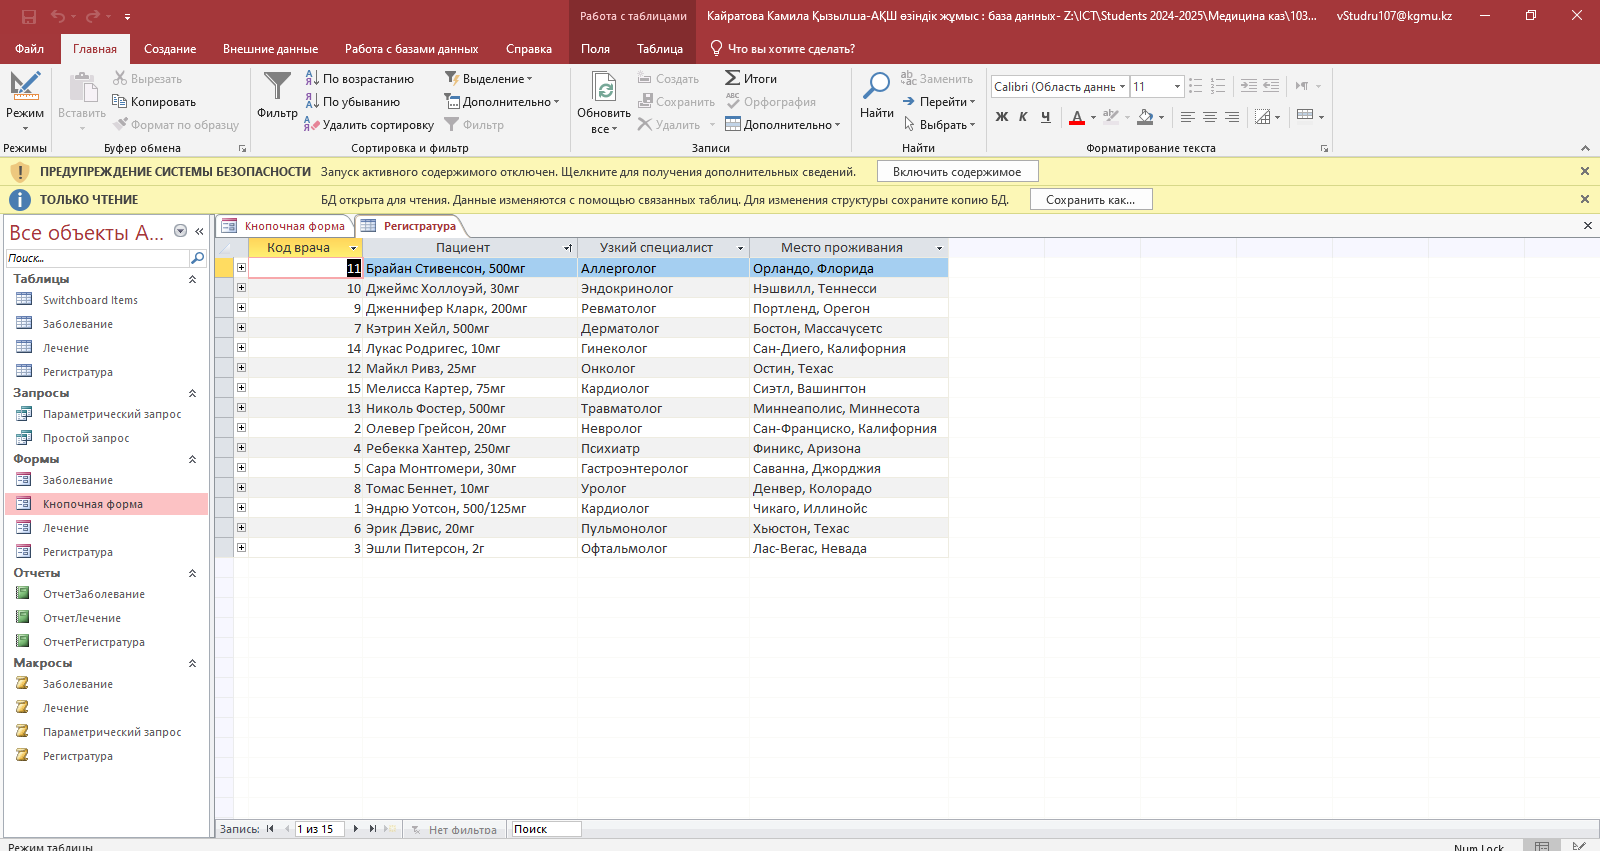 Работа с таблицами
Кайратова Камила Қызылша-АҚШ өзіндік жұмыс : база данных- Z:\ICT\Students 2024-2025\Медицина каз\103...
vStudru107@kgmu.kz
Файл Главная Создание Внешние данные Работа с базами данных Справка Поля Таблица Что вы хотите сделать?
Режим
Режимы
Вставить
Вырезать
Копировать
Формат по образцу
Буфер обмена
Фильтр
По возрастанию
По убыванию
Удалить сортировку
Выделение
Дополнительно
Фильтр
Сортировка и фильтр
Обновить
все
Создать
Сохранить
Удалить
Итоги
Орфография
Дополнительно
Записи
Найти
Заменить
Перейти
Выбрать
Найти
Calibri (Область данны 11
Ж К Ч
Форматирование текста
ПРЕДУПРЕЖДЕНИЕ СИСТЕМЫ БЕЗОПАСНОСТИ Запуск активного содержимого отключен. Щелкните для получения дополнительных сведений. Включить содержимое
ТОЛЬКО ЧТЕНИЕ БД открыта для чтения. Данные изменяются с помощью связанных таблиц. Для изменения структуры сохраните копию БД. Сохранить как...
Все объекты A...
Поиск...
Таблицы
Switchboard Items
Заболевание
Лечение
Регистратура
Запросы
Параметрический запрос
Простой запрос
Формы
Заболевание
Кнопочная форма
Лечение
Регистратура
Отчеты
ОтчетЗаболевание
ОтчетЛечение
ОтчетРегистратура
Макросы
Заболевание
Лечение
Параметрический запрос
Регистратура
Кнопочная форма Регистратура
Код врача Пациент Узкий специалист Место проживания
11 Брайан Стивенсон, 500мг Аллерголог Орландо, Флорида
10 Джеймс Холлоуэй, 30мг Эндокринолог Нэшвилл, Теннесси
9 Дженнифер Кларк, 200мг Ревматолог Портленд, Орегон
7 Кэтрин Хейл, 500мг Дерматолог Бостон, Массачусетс
14 Лукас Родригес, 10мг Гинеколог Сан-Диего, Калифорния
12 Майкл Ривз, 25мг Онколог Остин, Техас
15 Мелисса Картер, 75мг Кардиолог Сиэтл, Вашингтон
13 Николь Фостер, 500мг Травматолог Миннеаполис, Миннесота
2 Олевер Грейсон, 20мг Невролог Сан-Франциско, Калифорния
4 Ребекка Хантер, 250мг Психиатр Финикс, Аризона
5 Сара Монтгомери, 30мг Гастроэнтеролог Саванна, Джорджия
8 Томас Беннет, 10мг Уролог Денвер, Колорадо
1 Эндрю Уотсон, 500/125мг Кардиолог Чикаго, Иллинойс
6 Эрик Дэвис, 20мг Пульмонолог Хьюстон, Техас
3 Эшли Питерсон, 2г Офтальмолог Лас-Вегас, Невада
Запись: 1 из 15 Нет фильтра Поиск
Режим таблицы Num Lock